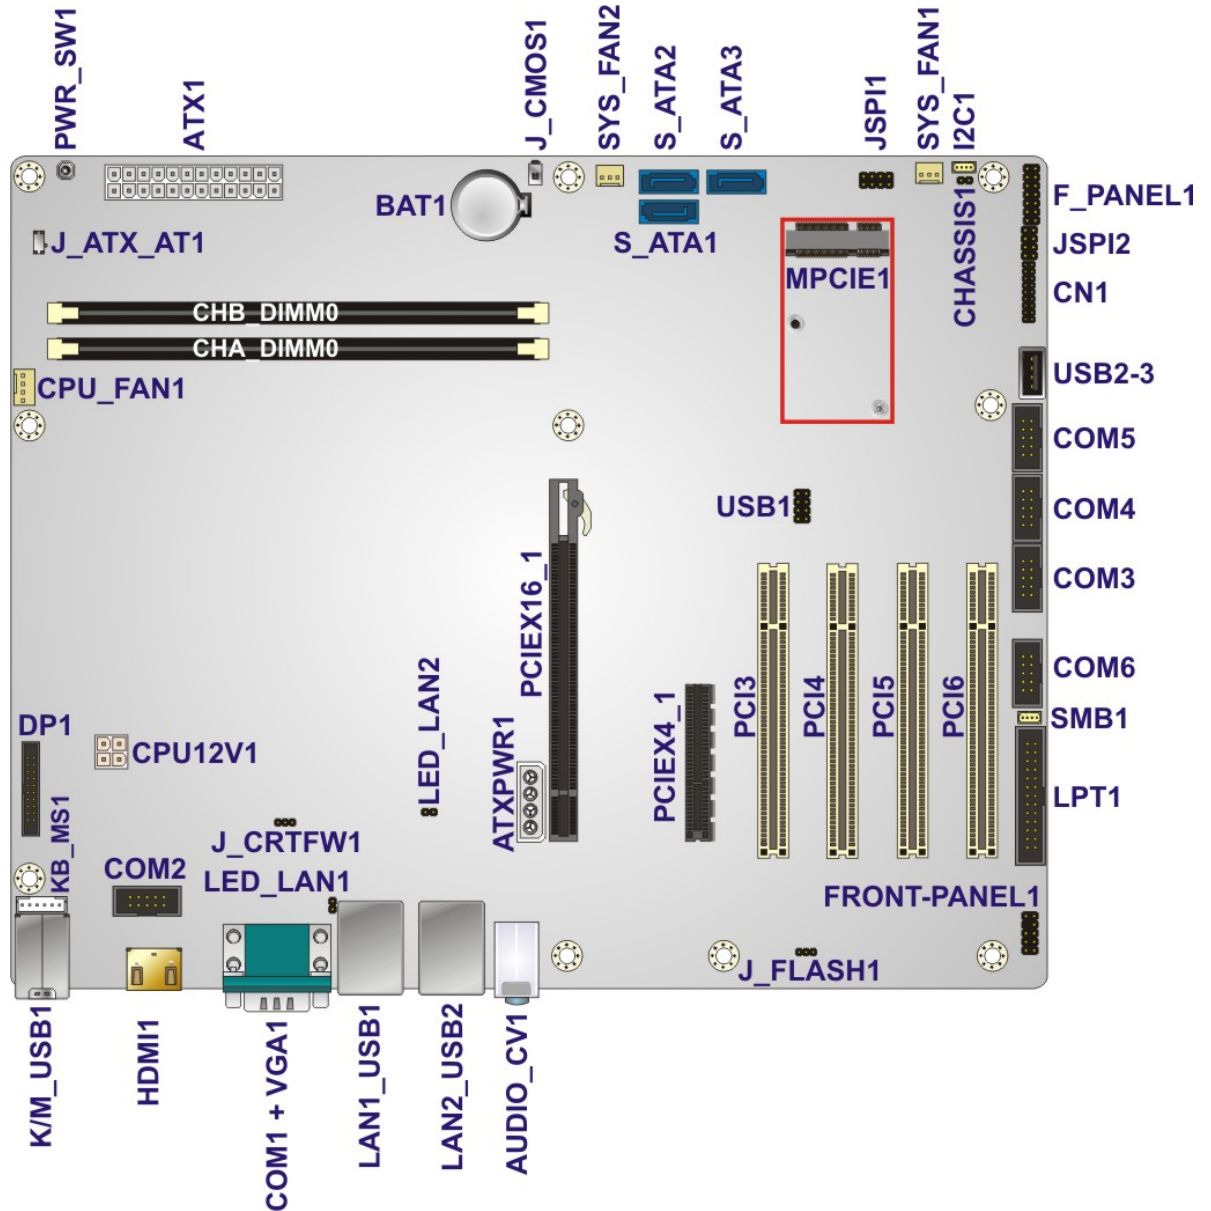 PWR_SW1
ATX1
J_CMOS1
SYS_FAN2
S_ATA2
S_ATA3
JSPI1
SYS_FAN1
I2C1
BAT1
F_PANEL1
J_ATX_AT1
S_ATA1
JSPI2
CHASSIS1
MPCIE1
CN1
CHB_DIMM0
CHA_DIMM0
CPU_FAN1
USB2-3
COM5
USB1
COM4
COM3
PCIEX16_1
COM6
LED_LAN2
PCIEX4_1
PCI3
PCI4
PCI5
PCI6
SMB1
DP1
CPU12V1
ATXPWR1
LPT1
KB_MS1
J_CRTFW1
COM2
LED_LAN1
FRONT-PANEL1
J_FLASH1
K/M_USB1
HDMI1
COM1 + VGA1
LAN1_USB1
LAN2_USB2
AUDIO_CV1